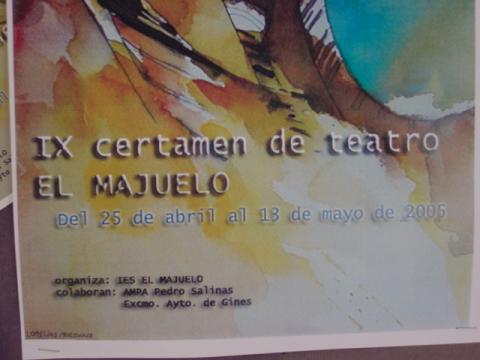 IX certamen de teatro
EL MAJUELO
Del 25 de abril al 13 de mayo de 2005
organiza: IES EL MAJUELO
colaboran: AMPA Pedro Salinas
Excmo. Ayto. de Gines